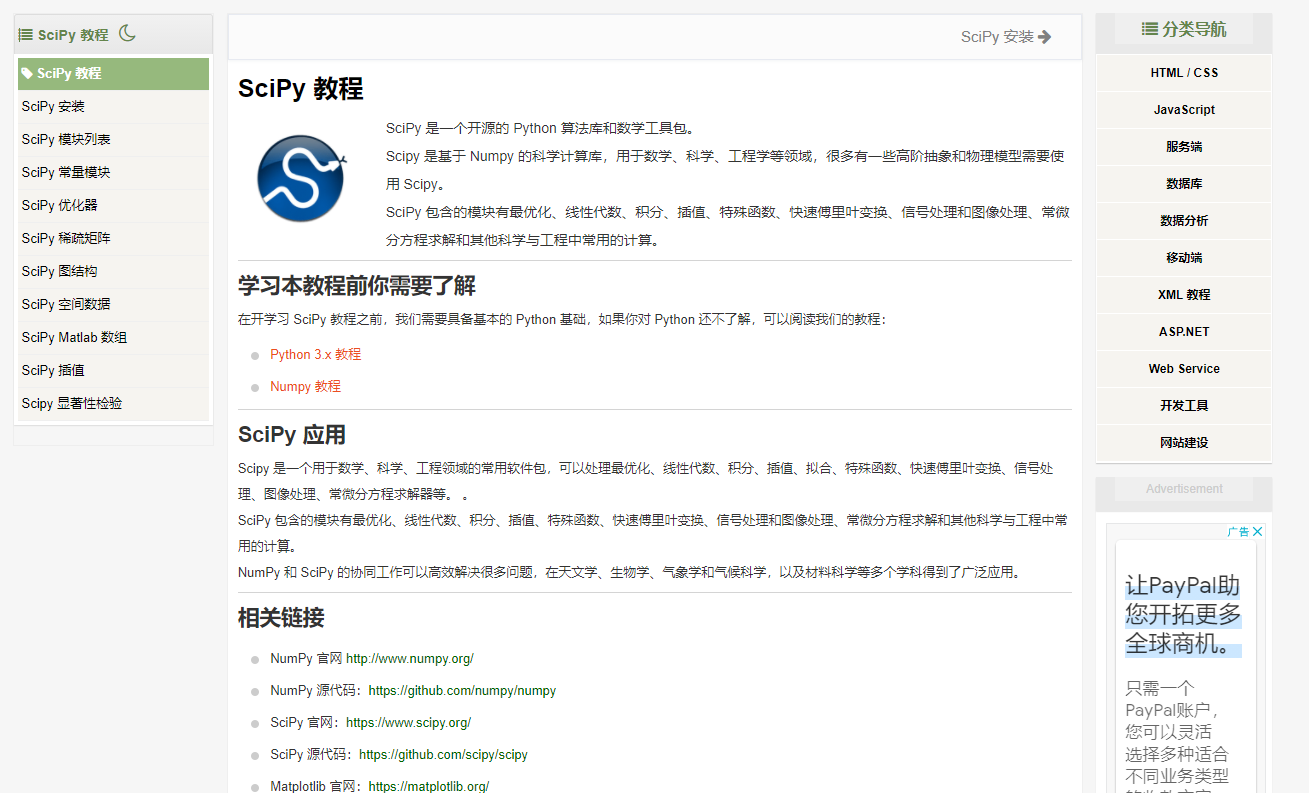 SciPy 教程
SciPy 教程
SciPy 安装
SciPy 模块列表
SciPy 常量模块
SciPy 优化器
SciPy 稀疏矩阵
SciPy 图结构
SciPy 空间数据
SciPy Matlab 数组
SciPy 插值
Scipy 显著性检验
SciPy 安装
SciPy 教程
SciPy 是一个开源的 Python 算法库和数学工具包。
Scipy 是基于 Numpy 的科学计算库，用于数学、科学、工程学等领域，很多有一些高阶抽象和物理模型需要使
用 Scipy。
SciPy 包含的模块有最优化、线性代数、积分、插值、特殊函数、快速傅里叶变换、信号处理和图像处理、常微
分方程求解和其他科学与工程中常用的计算。
学习本教程前你需要了解
在开学习 SciPy 教程之前，我们需要具备基本的 Python 基础，如果你对 Python 还不了解，可以阅读我们的教程：
Python 3.x 教程
Numpy 教程
SciPy 应用
Scipy 是一个用于数学、科学、工程领域的常用软件包，可以处理最优化、线性代数、积分、插值、拟合、特殊函数、快速傅里叶变换、信号处
理、图像处理、常微分方程求解器等。 。
SciPy 包含的模块有最优化、线性代数、积分、插值、特殊函数、快速傅里叶变换、信号处理和图像处理、常微分方程求解和其他科学与工程中常
用的计算。
NumPy 和 SciPy 的协同工作可以高效解决很多问题，在天文学、生物学、气象学和气候科学，以及材料科学等多个学科得到了广泛应用。
相关链接
NumPy 官网 http://www.numpy.org/
NumPy 源代码：https://github.com/numpy/numpy
SciPy 官网：https://www.scipy.org/
SciPy 源代码：https://github.com/scipy/scipy
Matplotlib 官网：https://matplotlib.org/
分类导航
HTML / CSS
JavaScript
服务端
数据库
数据分析
移动端
XML 教程
ASP.NET
Web Service
开发工具
网站建设
Advertisement
广告
让PayPal助
您开拓更多
全球商机。
只需一个
PayPal账户，
您可以灵活
选择多种适合
不同业务类型